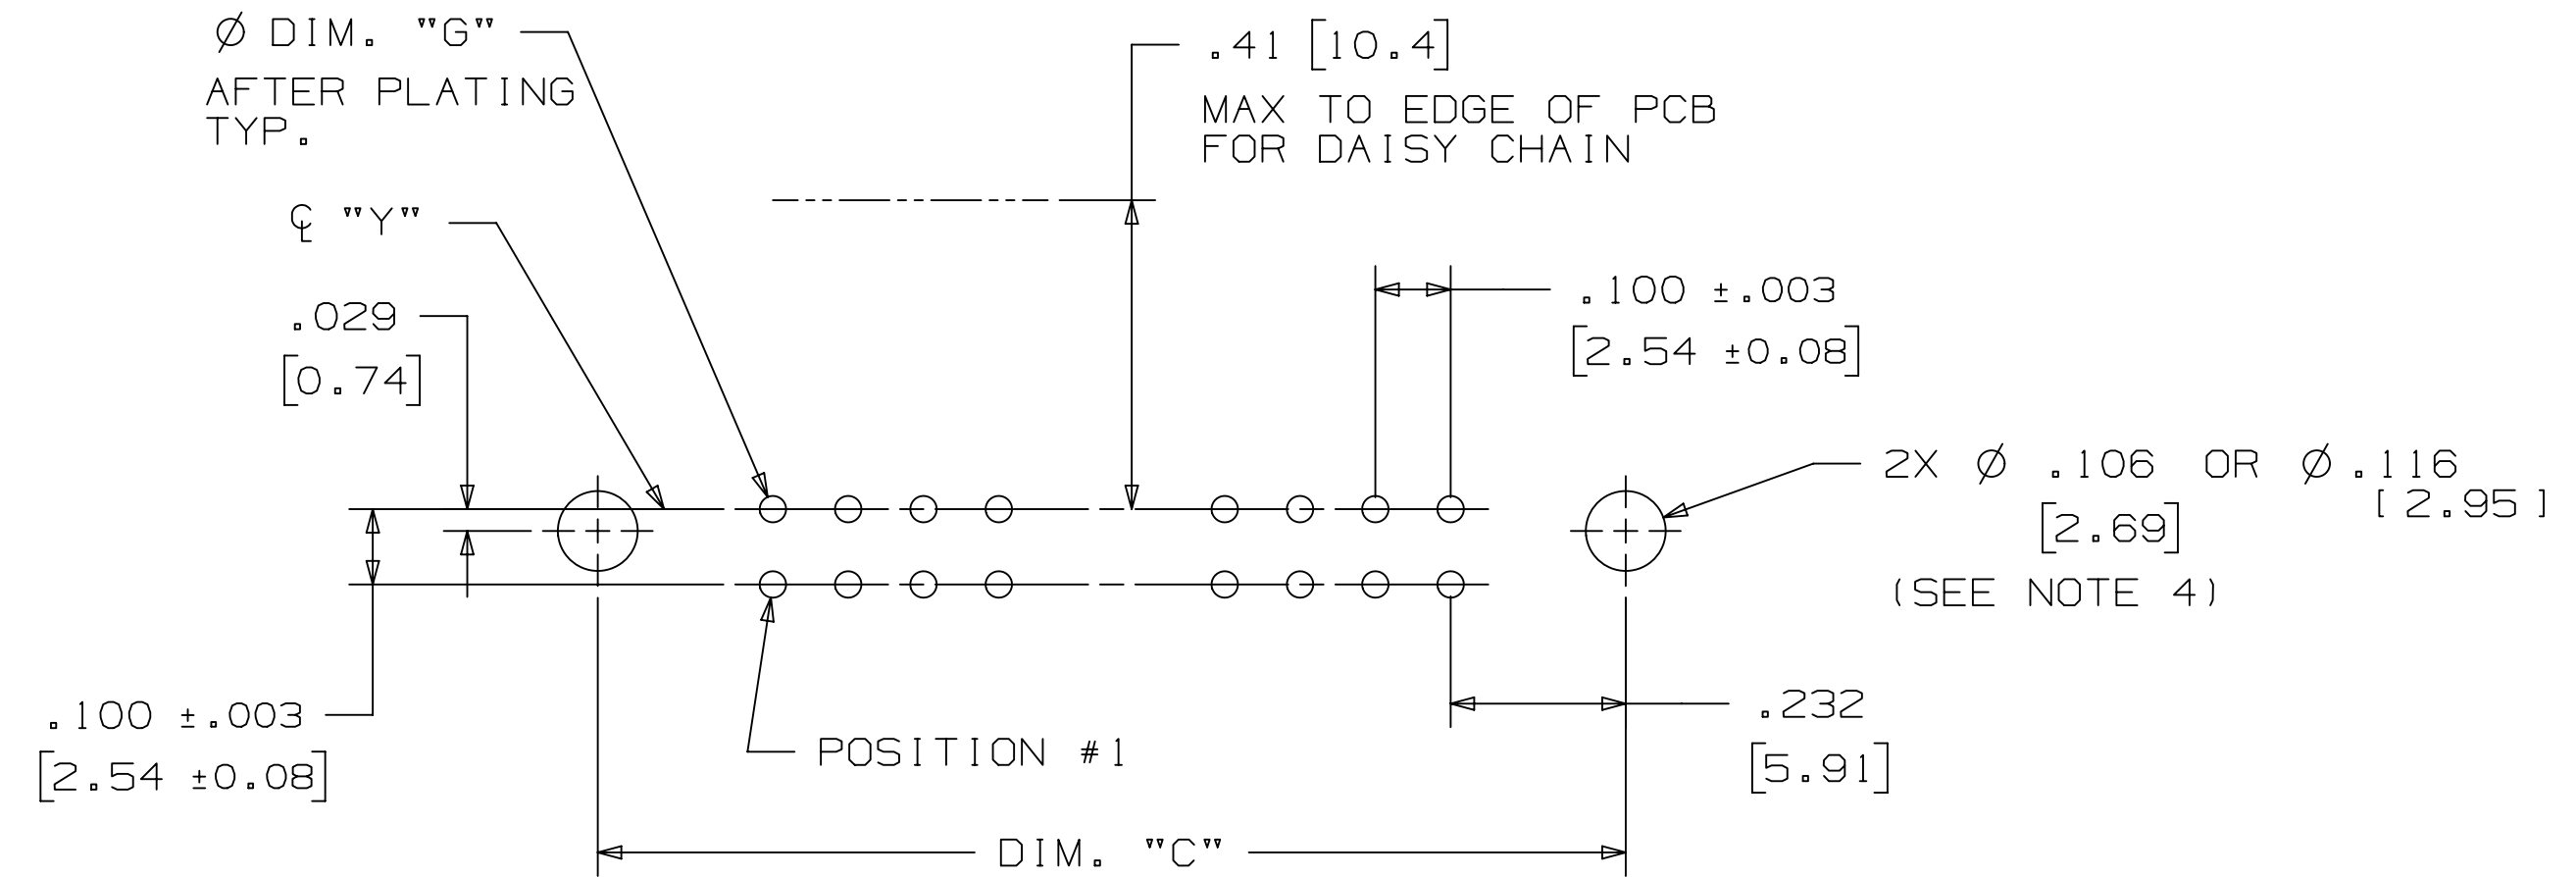 Ø DIM. "G"
AFTER PLATING
TYP.
℄ "Y"
.029
[0.74]
.41 [10.4]
MAX TO EDGE OF PCB
FOR DAISY CHAIN
.100 ±.003
[2.54 ±0.08]
2X Ø .106 OR Ø .116
[2.69] [2.95]
(SEE NOTE 4)
.100 ±.003
[2.54 ±0.08]
POSITION #1
.232
[5.91]
DIM. "C"